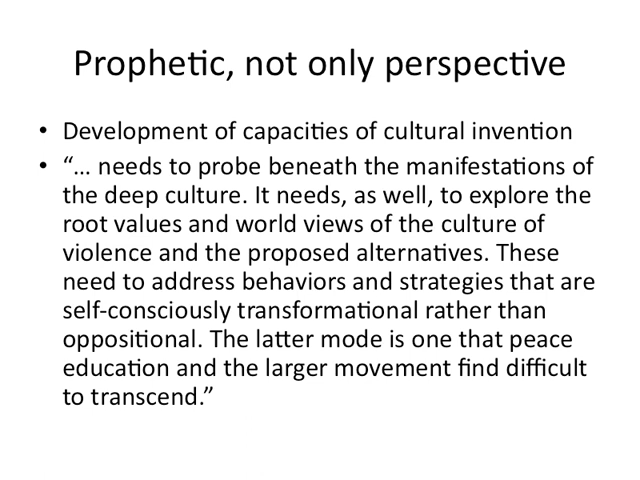 Prophetic, not only perspective
• Development of capacities of cultural invention
• “… needs to probe beneath the manifestations of
the deep culture. It needs, as well, to explore the
root values and world views of the culture of
violence and the proposed alternatives. These
need to address behaviors and strategies that are
self-consciously transformational rather than
oppositional. The latter mode is one that peace
education and the larger movement find difficult
to transcend.”